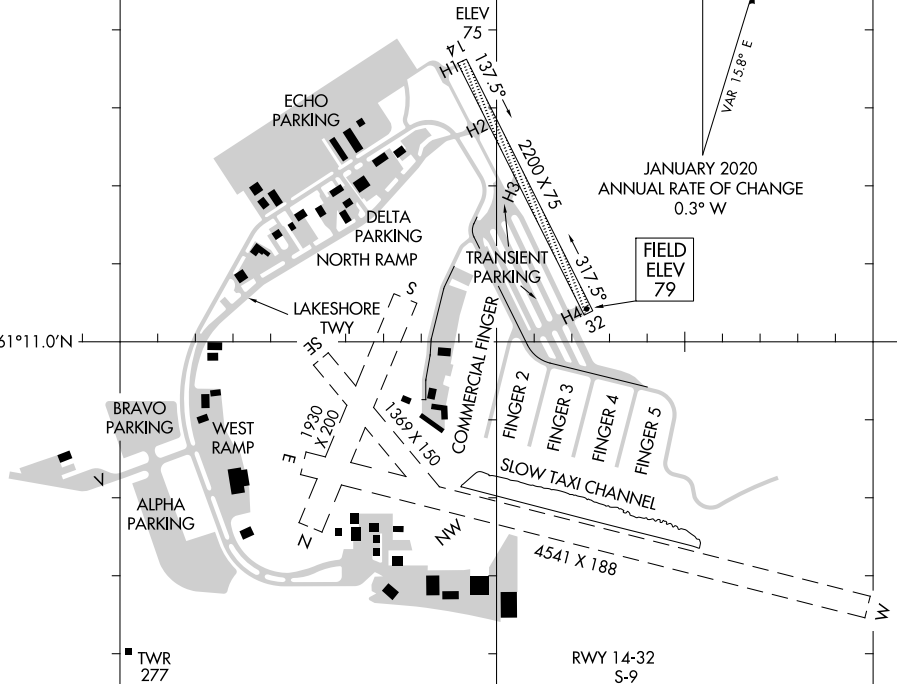 ELEV
75
14
H1
137.5°
VAR 15.8° E
ECHO
PARKING
H2
2200 X 75
JANUARY 2020
ANNUAL RATE OF CHANGE
0.3° W
H3
DELTA
PARKING
NORTH RAMP
TRANSIENT
PARKING
317.5°
FIELD
ELEV
79
LAKESHORE
TWY
S
H4
32
61°11.0'N
SE
COMMERCIAL FINGER
FINGER 2
FINGER 3
FINGER 4
FINGER 5
BRAVO
PARKING
WEST
RAMP
1930
X 200
1369 X 150
E
V
SLOW TAXI CHANNEL
ALPHA
PARKING
N
NW
4541 X 188
W
TWR
277
RWY 14-32
S-9